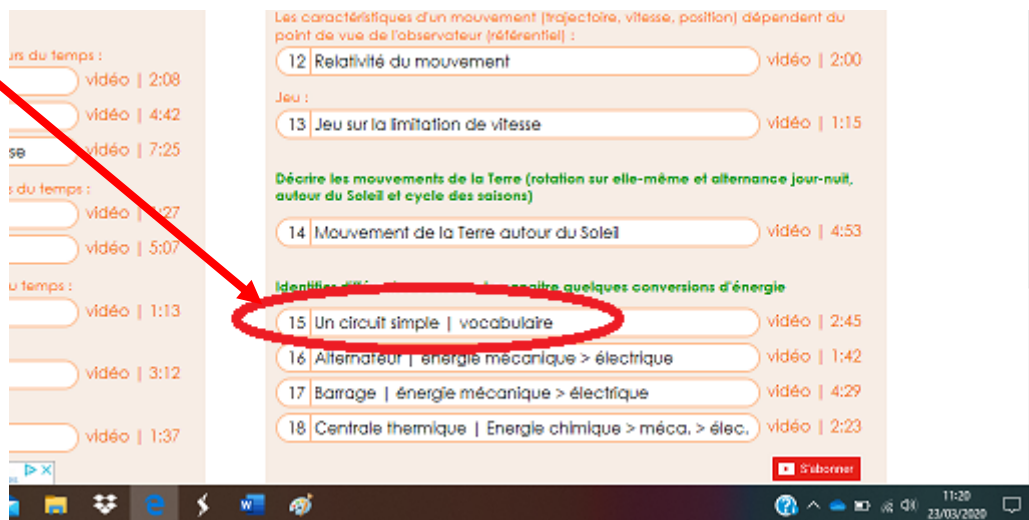 urs du temps :
vidéo | 2:08
vidéo | 4:42
se vidéo | 7:25
s du temps :
vidéo | :27
vidéo | 5:07
u temps :
vidéo | 1:13
vidéo | 3:12
vidéo | 1:37
Les caractéristiques d'un mouvement (trajectoire, vitesse, position) dépendent du
point de vue de l'observateur (référentiel) :
12 Relativité du mouvement vidéo | 2:00
Jeu :
13 Jeu sur la limitation de vitesse vidéo | 1:15
Décrire les mouvements de la Terre (rotation sur elle-même et alternance jour-nuit,
autour du Soleil et cycle des saisons)
14 Mouvement de la Terre autour du Soleil vidéo | 4:53
Identifier quelques conversions d'énergie
15 Un circuit simple | vocabulaire vidéo | 2:45
16 Alternateur | énergie mécanique > électrique vidéo | 1:42
17 Barrage | énergie mécanique > électrique vidéo | 4:29
18 Centrale thermique | Energie chimique > méca. > élec. vidéo | 2:23
S'abonner
11:20
23/03/2020